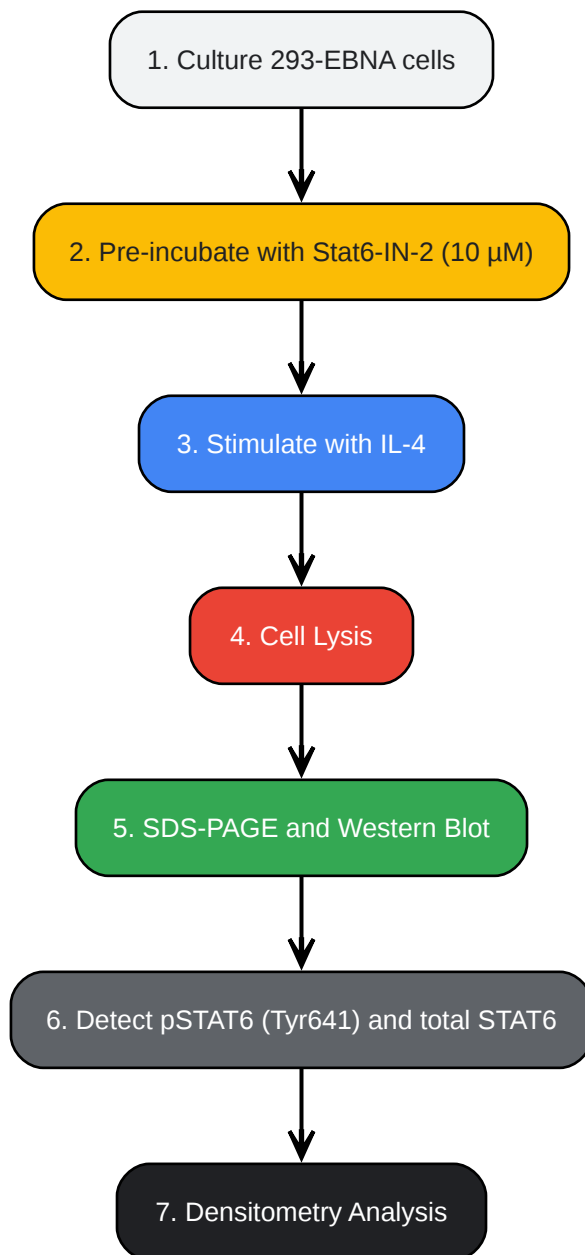 1. Culture 293-EBNA cells
2. Pre-incubate with Stat6-IN-2 (10 µM)
3. Stimulate with IL-4
4. Cell Lysis
5. SDS-PAGE and Western Blot
6. Detect pSTAT6 (Tyr641) and total STAT6
7. Densitometry Analysis